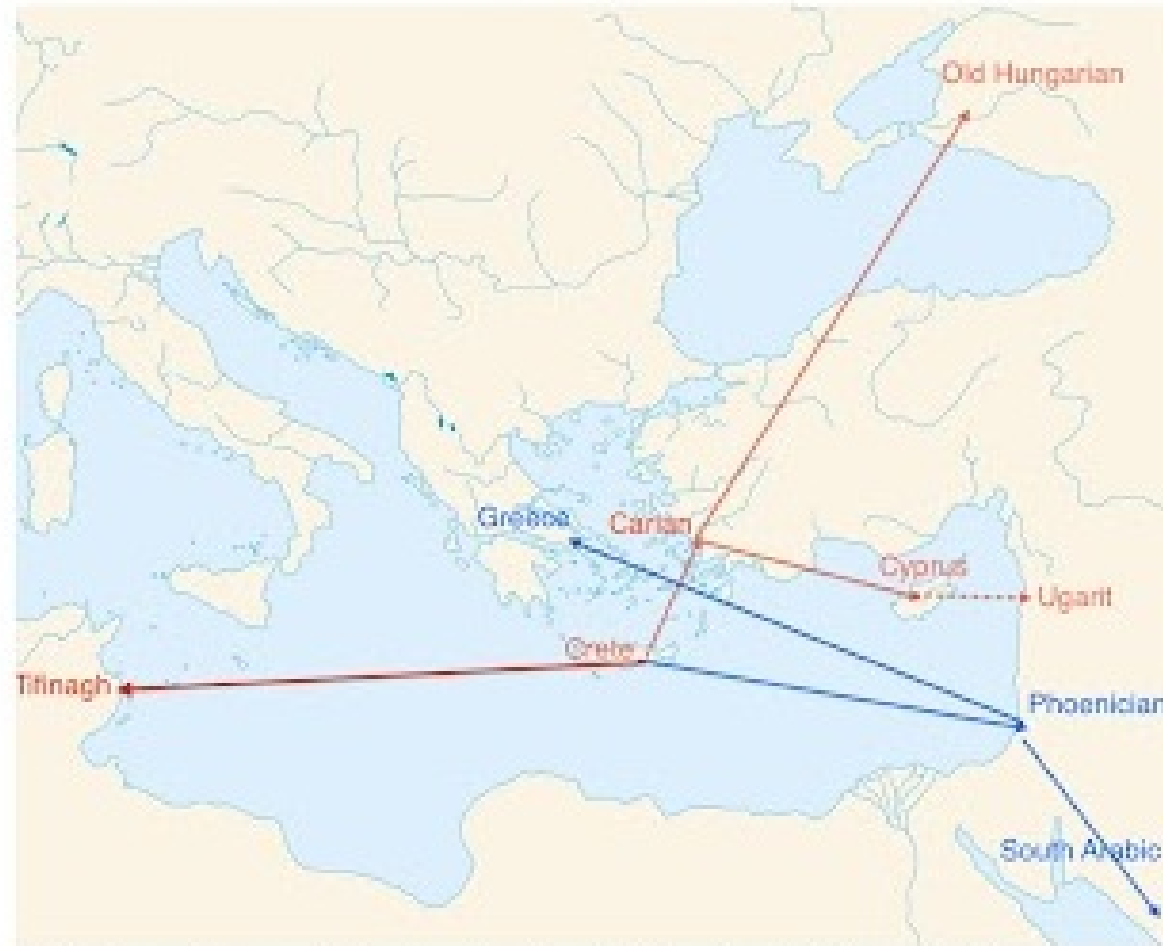 Old Hungarian
Greece
Carian
Cyprus
Ugarit
Crete
Tifinagh
Phoenician
South Arabic